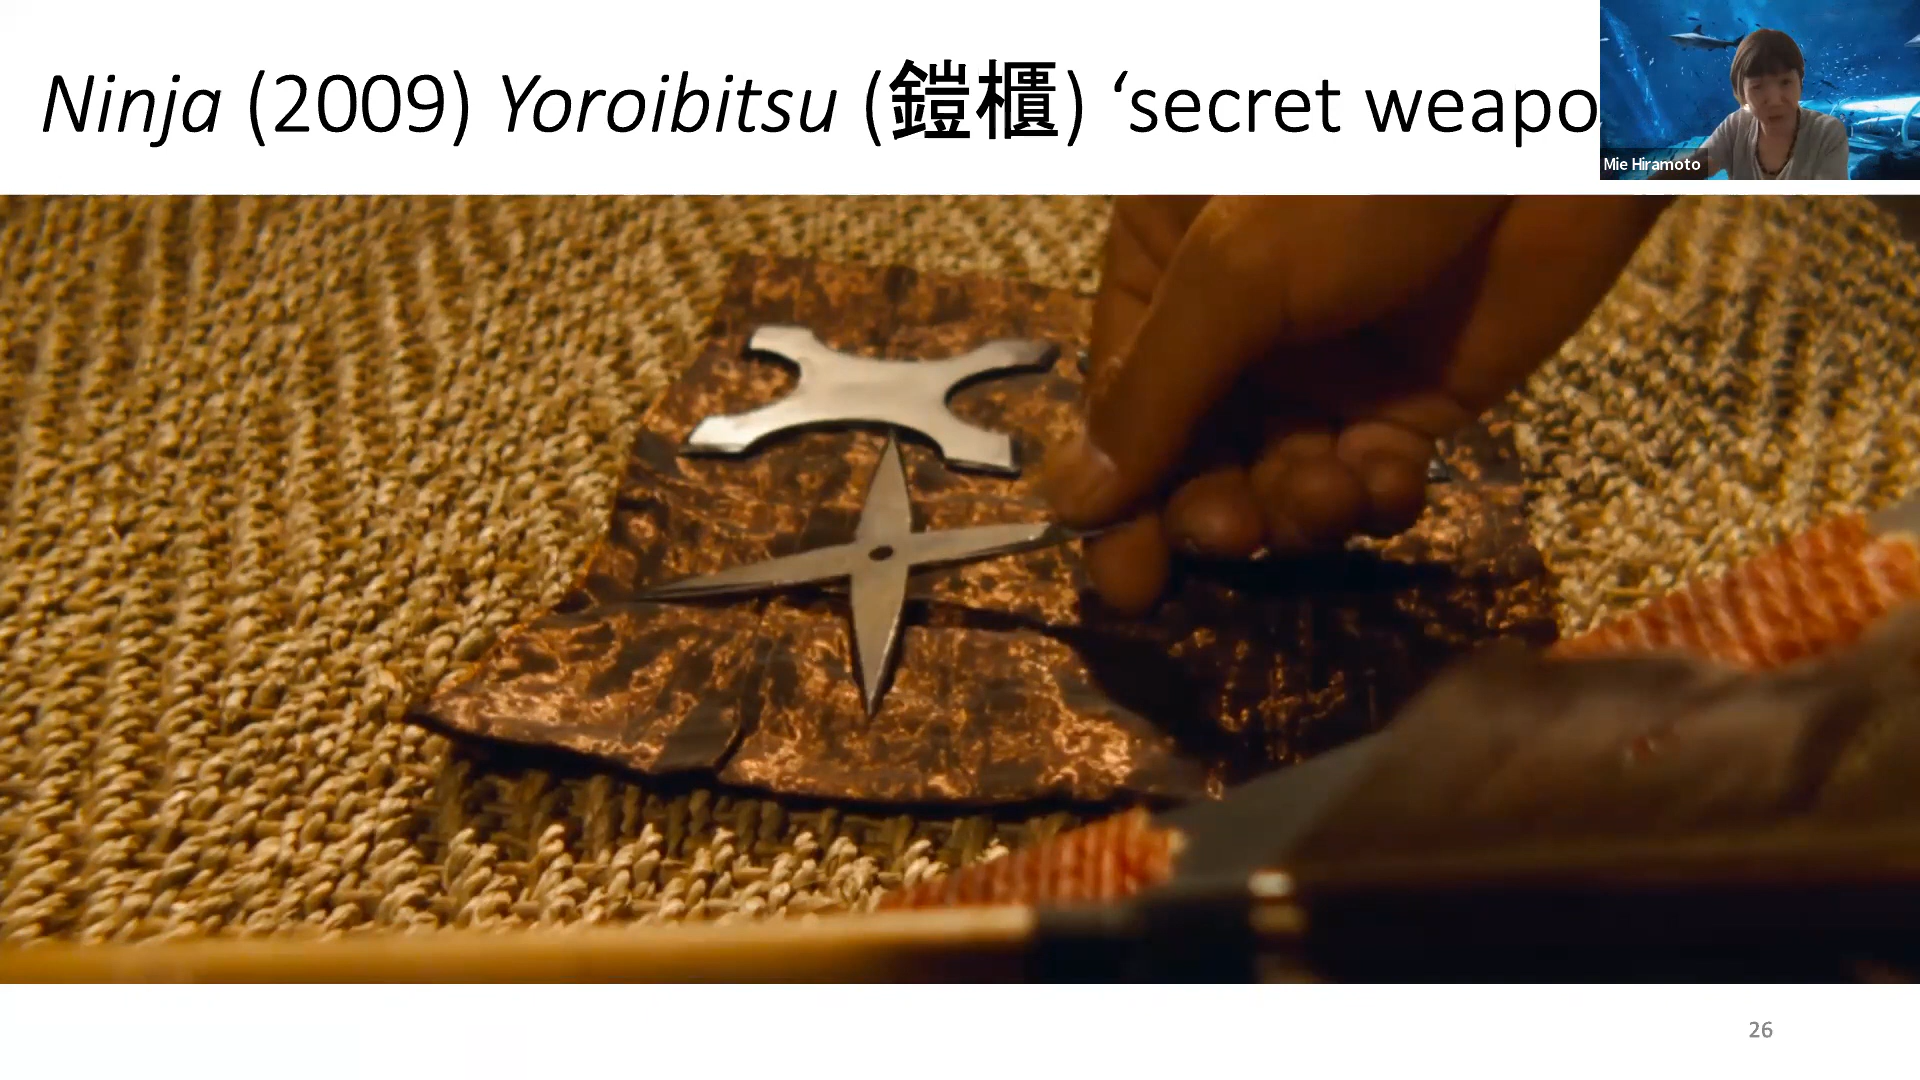 Ninja (2009) Yoroibitsu (鎧櫃) ‘secret weapo
Mie Hiramoto
26